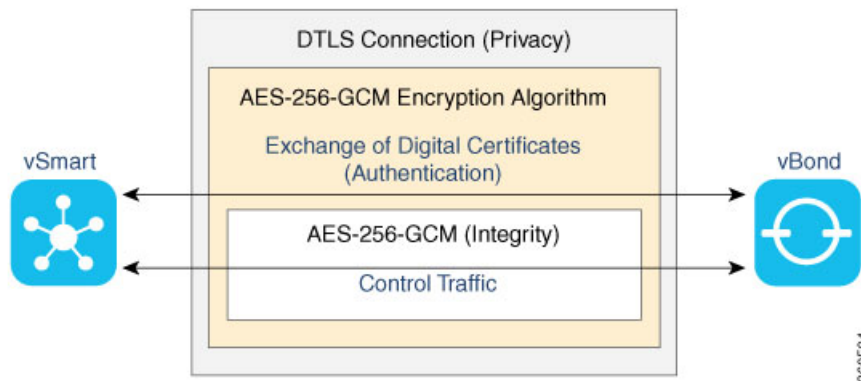 DTLS Connection (Privacy)
AES-256-GCM Encryption Algorithm
Exchange of Digital Certificates
(Authentication)
vSmart
vBond
AES-256-GCM (Integrity)
Control Traffic